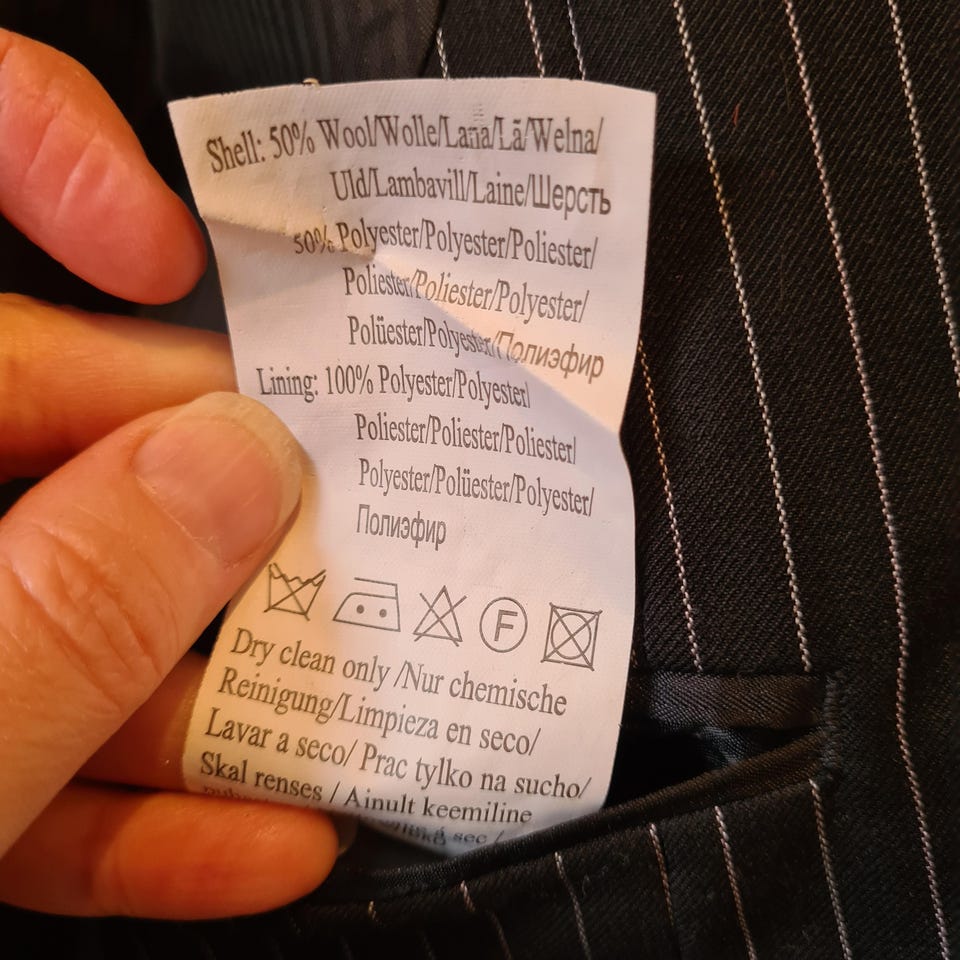 Shell: 50% Wool/Wolle/Lana/Lã/Welna/
Uld/Lambavill/Laine/Шерсть
50% Polyester/Polyester/Poliester/
Poliester/Poliester/Polyester/
Polüester/Polyester/Полиэфир
Lining: 100% Polyester/Polyester/
Poliester/Poliester/Poliester/
Polyester/Polüester/Polyester/
Полиэфир
F
Dry clean only /Nur chemische
Reinigung/Limpieza en seco/
Lavar a seco/ Prac tylko na sucho/
Skal renses / Ainult keemiline
sec /